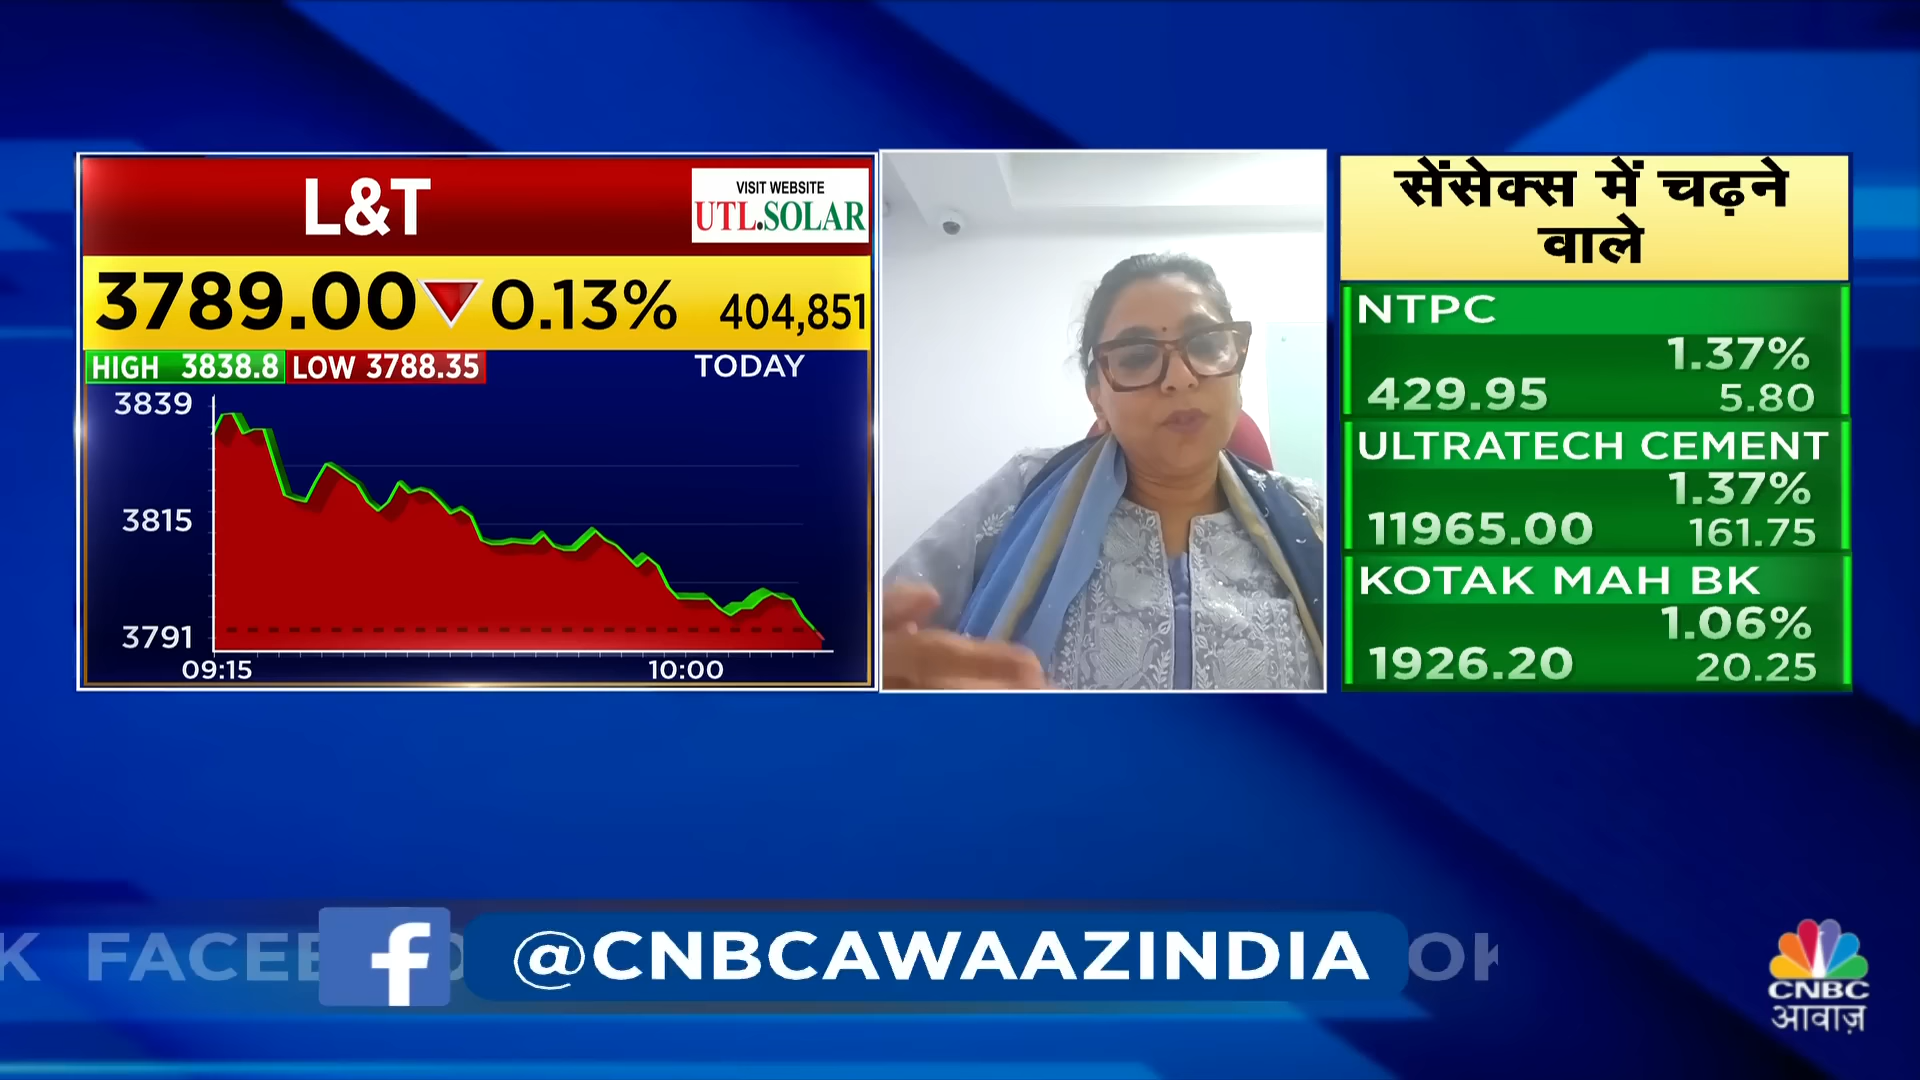 L&T
VISIT WEBSITE
UTL.SOLAR
3789.00 0.13% 404,851
HIGH 3838.8 LOW 3788.35
TODAY
3839
3815
3791
09:15 10:00
सेंसेक्स में चढ़ने
वाले
NTPC
1.37%
429.95 5.80
ULTRATECH CEMENT
1.37%
11965.00 161.75
KOTAK MAH BK
1.06%
1926.20 20.25
K FACEB
f @CNBCAWAAZINDIA
OK
CNBC
आवाज़